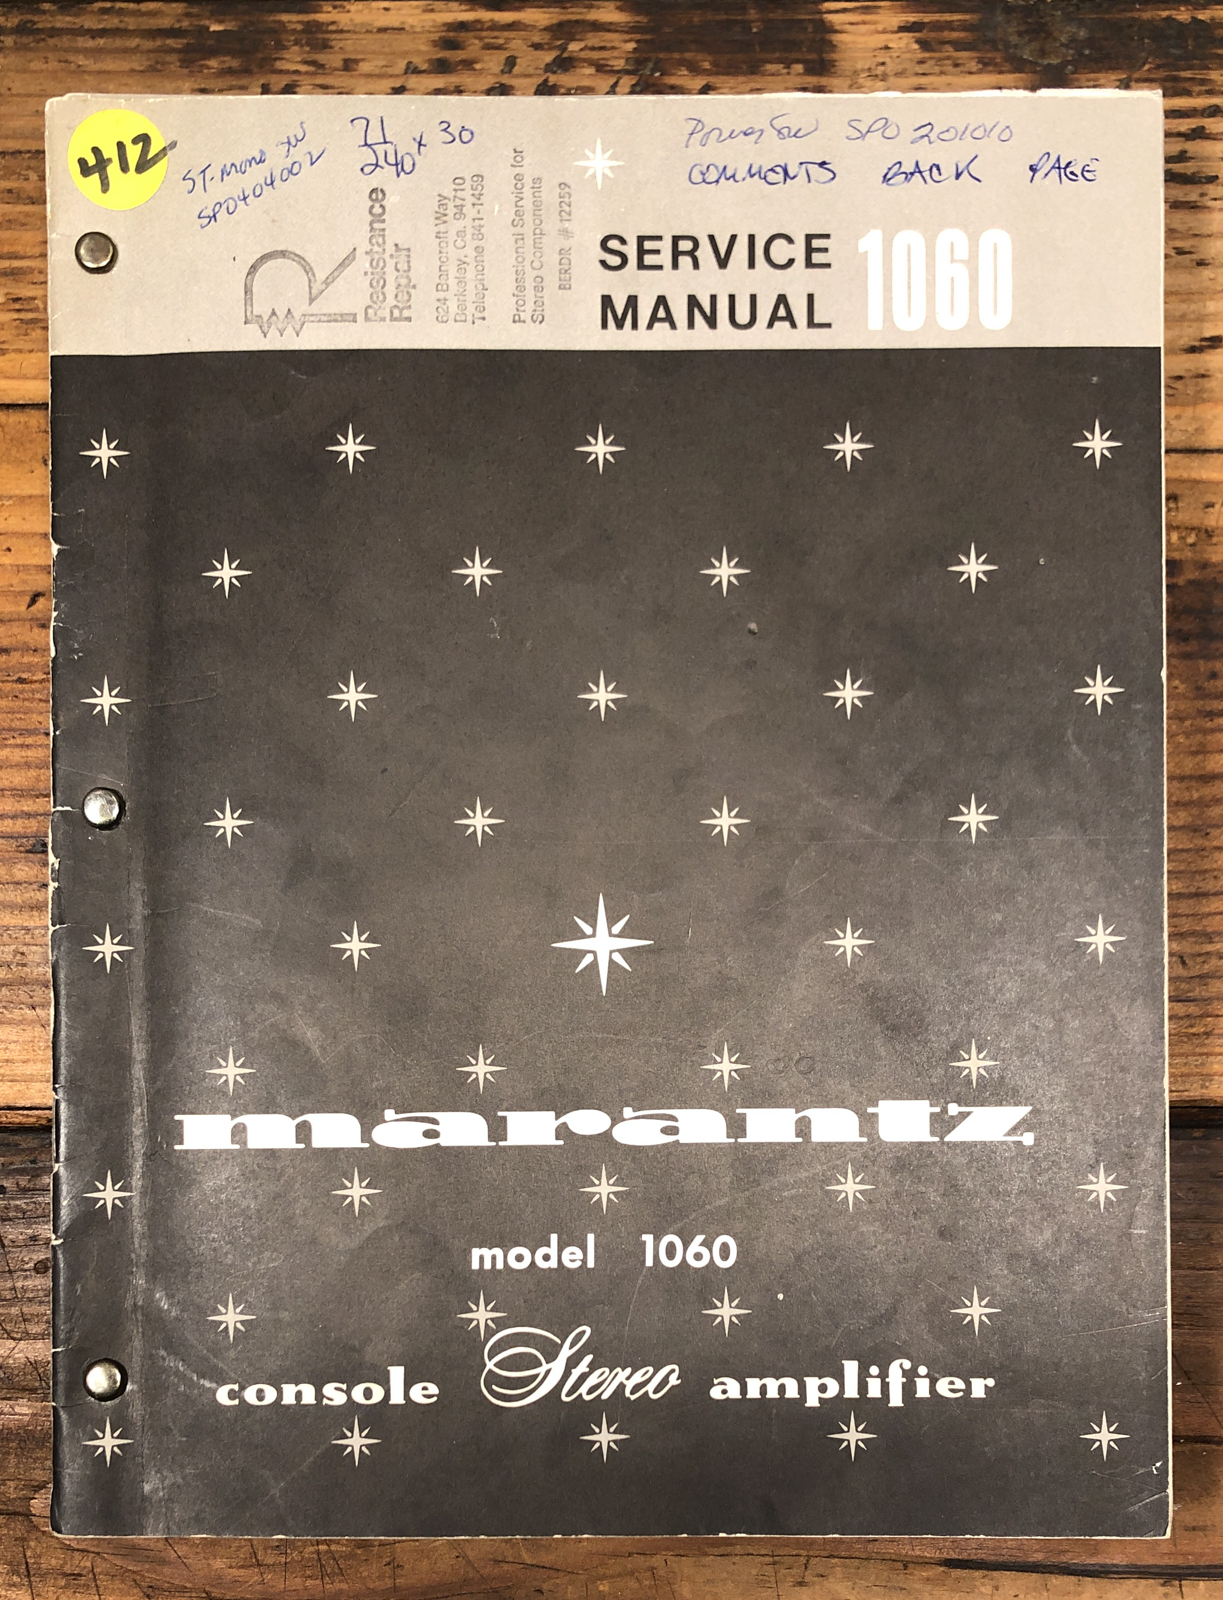 412
ST-mono sw
SP0404002
71
240 x 30
Power Sw SPO 201010
COMMENTS BACK PAGE
R
Resistance
Repair
624 Bancroft Way
Berkeley, Ca. 94710
Telephone 841-1459
Professional Service for
Stereo Components
BERDR # 12259
SERVICE
MANUAL
1060
marantz
model 1060
console Stereo amplifier